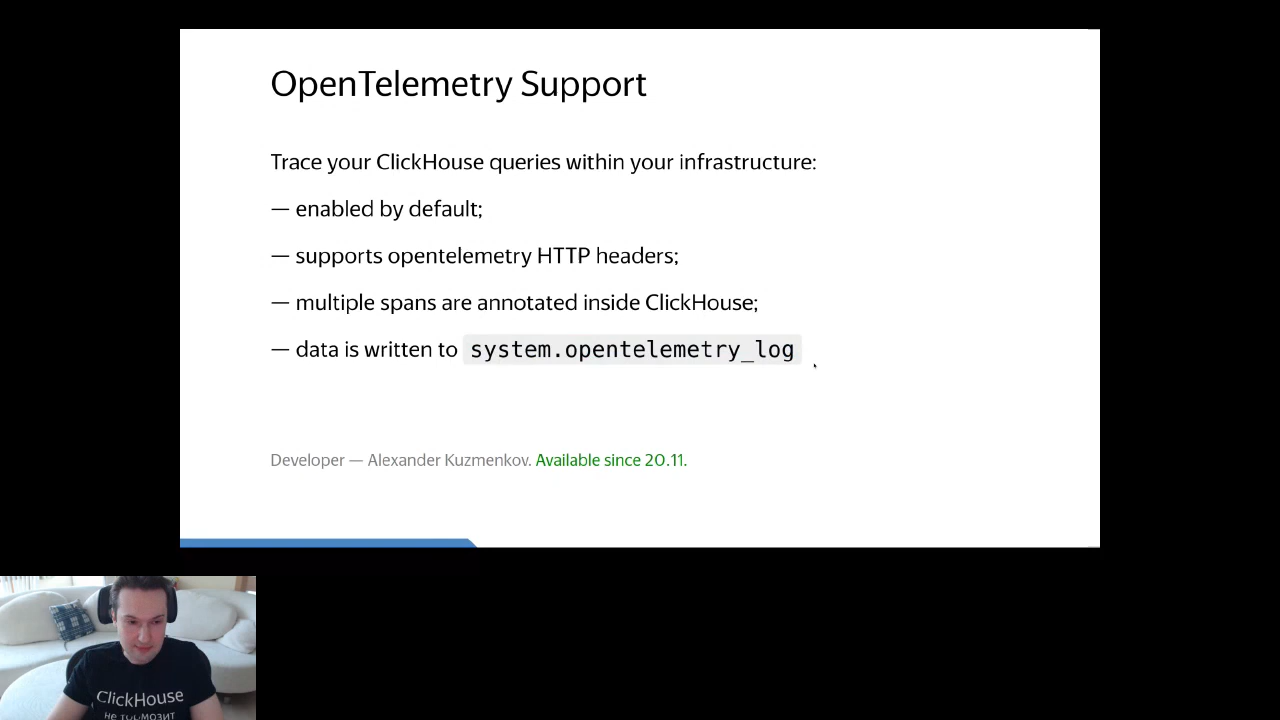 OpenTelemetry Support
Trace your ClickHouse queries within your infrastructure:
— enabled by default;
— supports opentelemetry HTTP headers;
— multiple spans are annotated inside ClickHouse;
— data is written to system.opentelemetry_log
Developer — Alexander Kuzmenkov. Available since 20.11.
ClickHouse
не тормозит